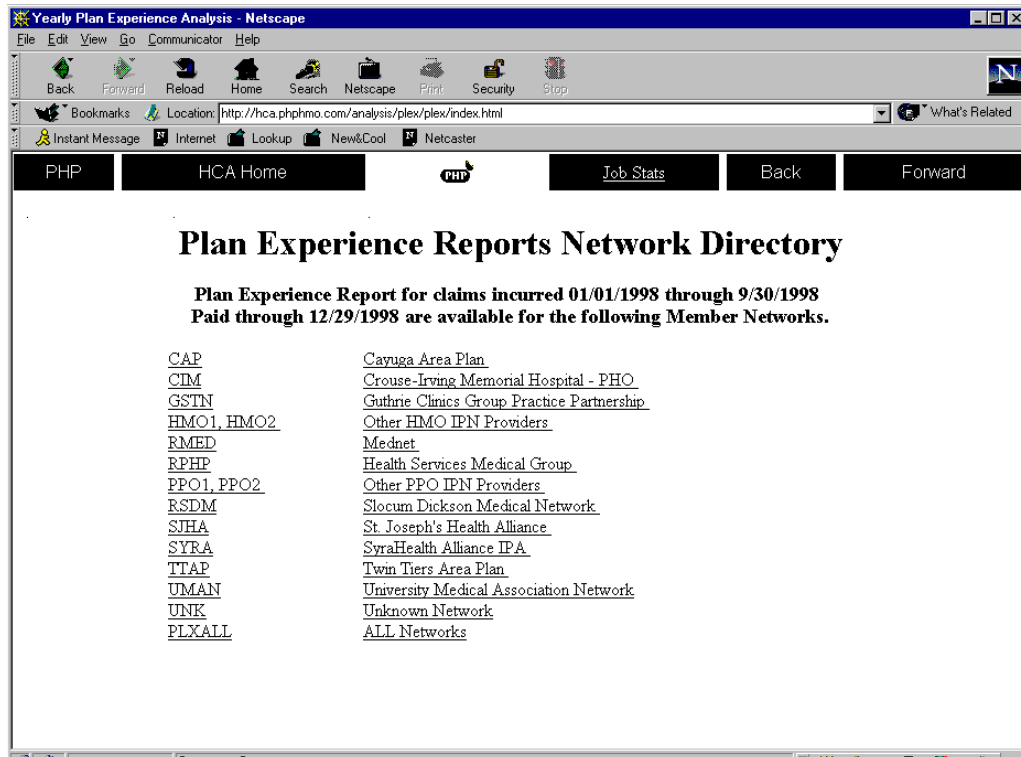 Yearly Plan Experience Analysis - Netscape
File Edit View Go Communicator Help
Back Forward Reload Home Search Netscape Print Security Stop
Bookmarks Location: http://hca.phphmo.com/analysis/plex/plex/index.html What's Related
Instant Message Internet Lookup New&Cool Netcaster
PHP HCA Home PHP Job Stats Back Forward
Plan Experience Reports Network Directory
Plan Experience Report for claims incurred 01/01/1998 through 9/30/1998
Paid through 12/29/1998 are available for the following Member Networks.
CAP Cayuga Area Plan
CIM Crouse-Irving Memorial Hospital - PHO
GSTN Guthrie Clinics Group Practice Partnership
HMO1, HMO2 Other HMO IPN Providers
RMED Mednet
RPHP Health Services Medical Group
PPO1, PPO2 Other PPO IPN Providers
RSDM Slocum Dickson Medical Network
SJHA St. Joseph's Health Alliance
SYRA SyraHealth Alliance IPA
TTAP Twin Tiers Area Plan
UMAN University Medical Association Network
UNK Unknown Network
PLXALL ALL Networks